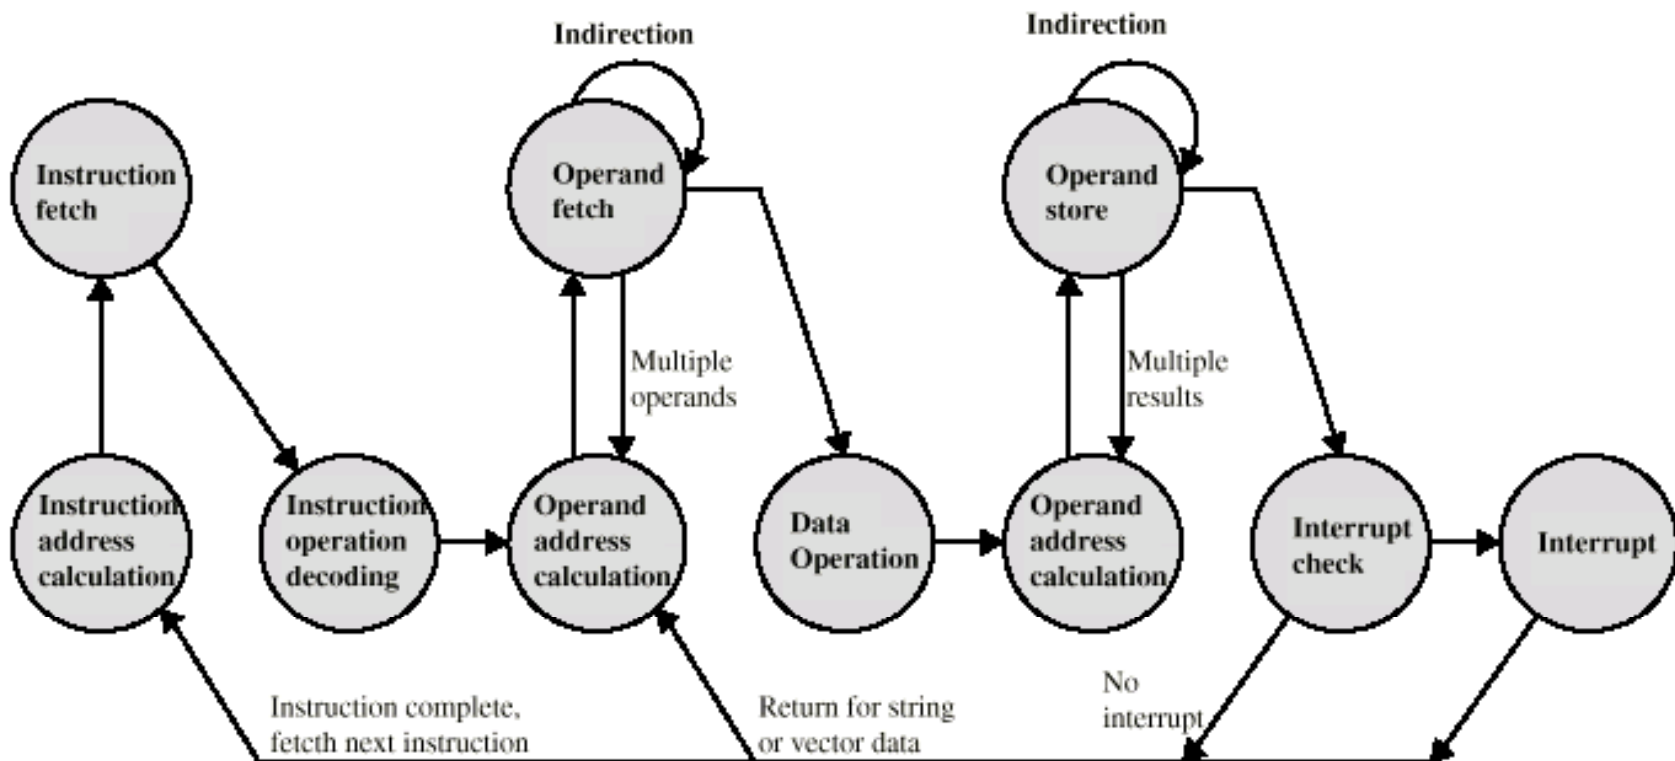 Indirection
Indirection
Instruction
fetch
Operand
fetch
Operand
store
Multiple
operands
Multiple
results
Instruction
address
calculation
Instruction
operation
decoding
Operand
address
calculation
Data
Operation
Operand
address
calculation
Interrupt
check
Interrupt
Instruction complete,
fetcth next instruction
Return for string
or vector data
No
interrupt